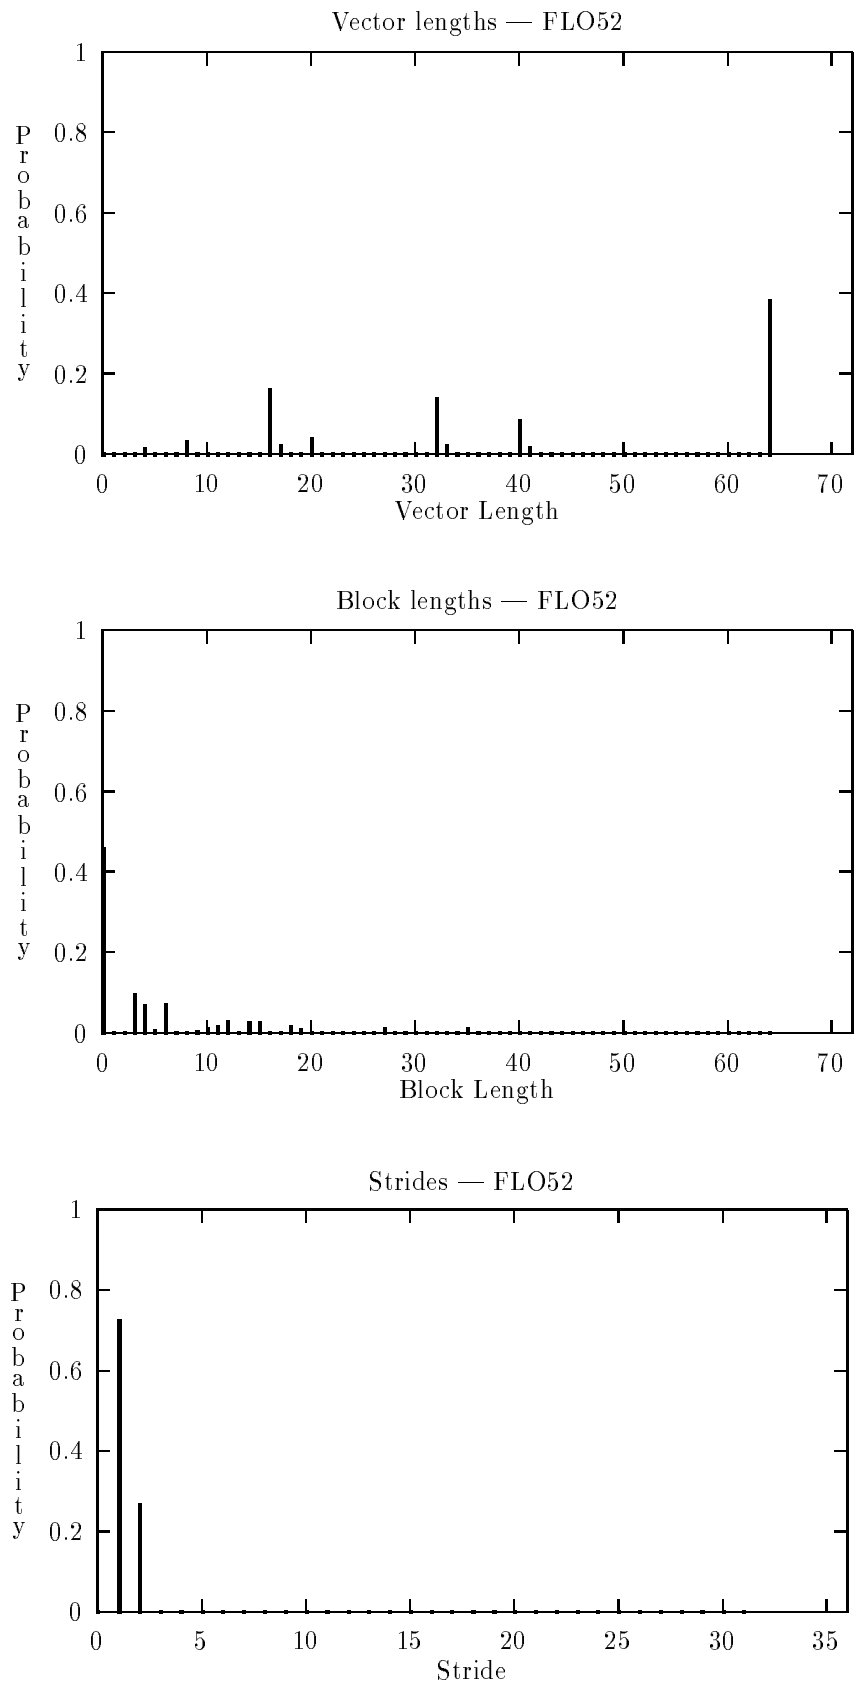 Vector lengths — FLO52
Probability
1
0.8
0.6
0.4
0.2
0
0 10 20 30 40 50 60 70
Vector Length
Block lengths — FLO52
Probability
1
0.8
0.6
0.4
0.2
0
0 10 20 30 40 50 60 70
Block Length
Strides — FLO52
Probability
1
0.8
0.6
0.4
0.2
0
0 5 10 15 20 25 30 35
Stride